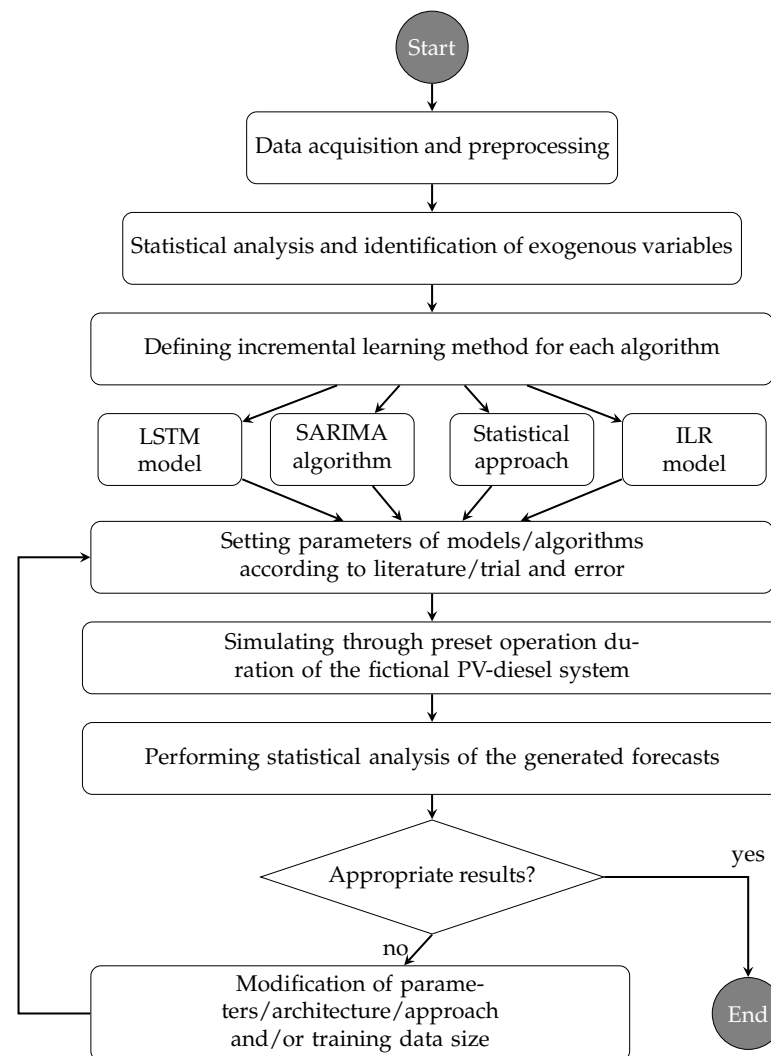 Start
Data acquisition and preprocessing
Statistical analysis and identification of exogenous variables
Defining incremental learning method for each algorithm
LSTM
model
SARIMA
algorithm
Statistical
approach
ILR
model
Setting parameters of models/algorithms
according to literature/trial and error
Simulating through preset operation du-
ration of the fictional PV-diesel system
Performing statistical analysis of the generated forecasts
Appropriate results?
yes
no
Modification of parame-
ters/architecture/approach
and/or training data size
End